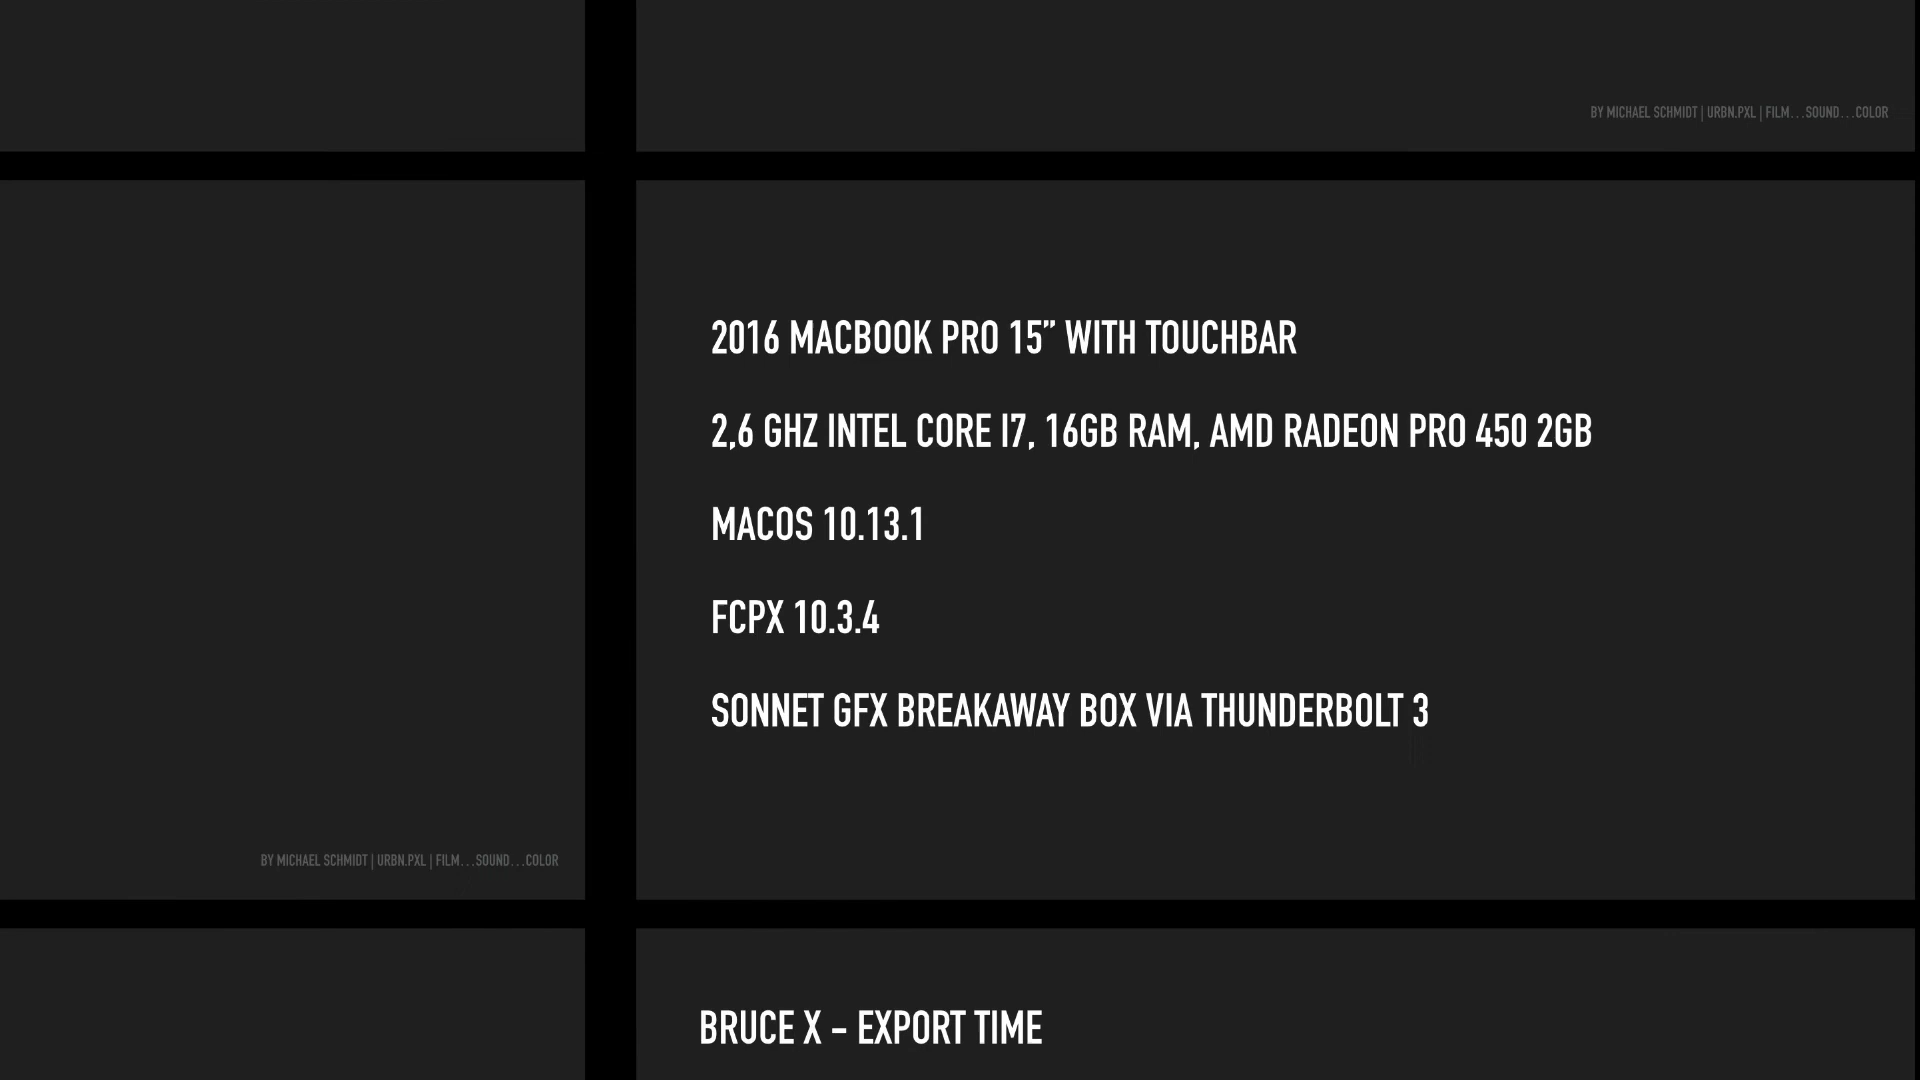 BY MICHAEL SCHMIDT | URBN.PXL | FILM...SOUND...COLOR
2016 MACBOOK PRO 15” WITH TOUCHBAR
2,6 GHZ INTEL CORE I7, 16GB RAM, AMD RADEON PRO 450 2GB
MACOS 10.13.1
FCPX 10.3.4
SONNET GFX BREAKAWAY BOX VIA THUNDERBOLT 3
BY MICHAEL SCHMIDT | URBN.PXL | FILM...SOUND...COLOR
BRUCE X - EXPORT TIME